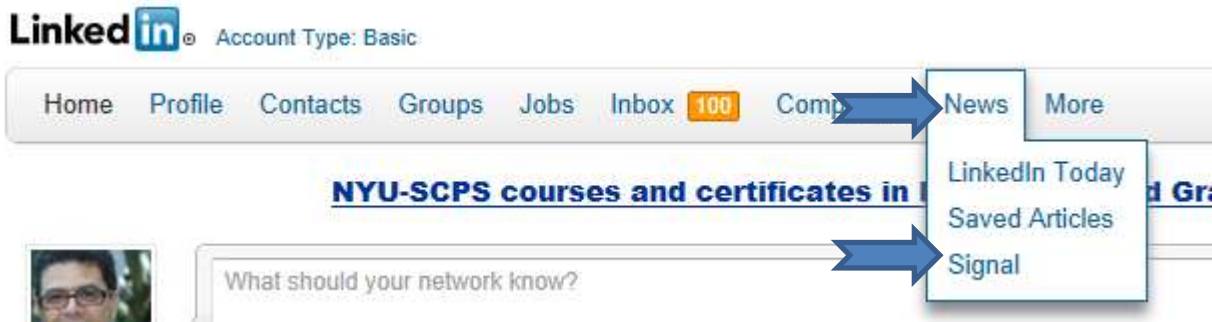 Linked in ® Account Type: Basic
Home Profile Contacts Groups Jobs Inbox 100 Comp News More
LinkedIn Today
NYU-SCPS courses and certificates in d Gra
Saved Articles
Signal
What should your network know?